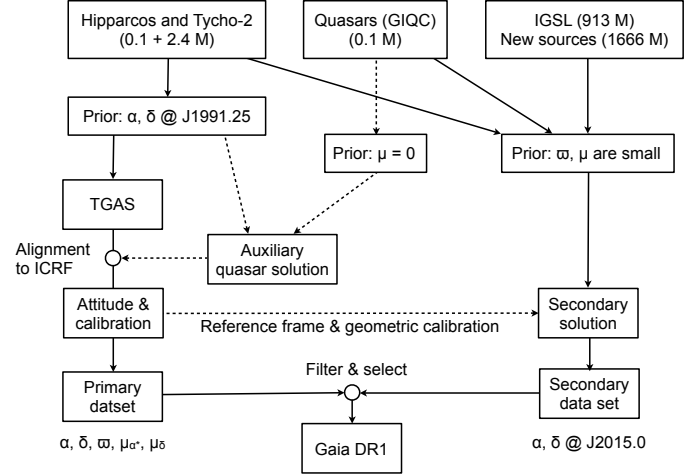 Hipparcos and Tycho-2
(0.1 + 2.4 M)
Quasars (GIQC)
(0.1 M)
IGSL (913 M)
New sources (1666 M)
Prior: α, δ @ J1991.25
Prior: μ = 0
Prior: ϖ, μ are small
TGAS
Alignment
to ICRF
Auxiliary
quasar solution
Attitude &
calibration
Reference frame & geometric calibration
Secondary
solution
Filter & select
Primary
datset
Secondary
data set
α, δ, ϖ, μα*, μδ
Gaia DR1
α, δ @ J2015.0